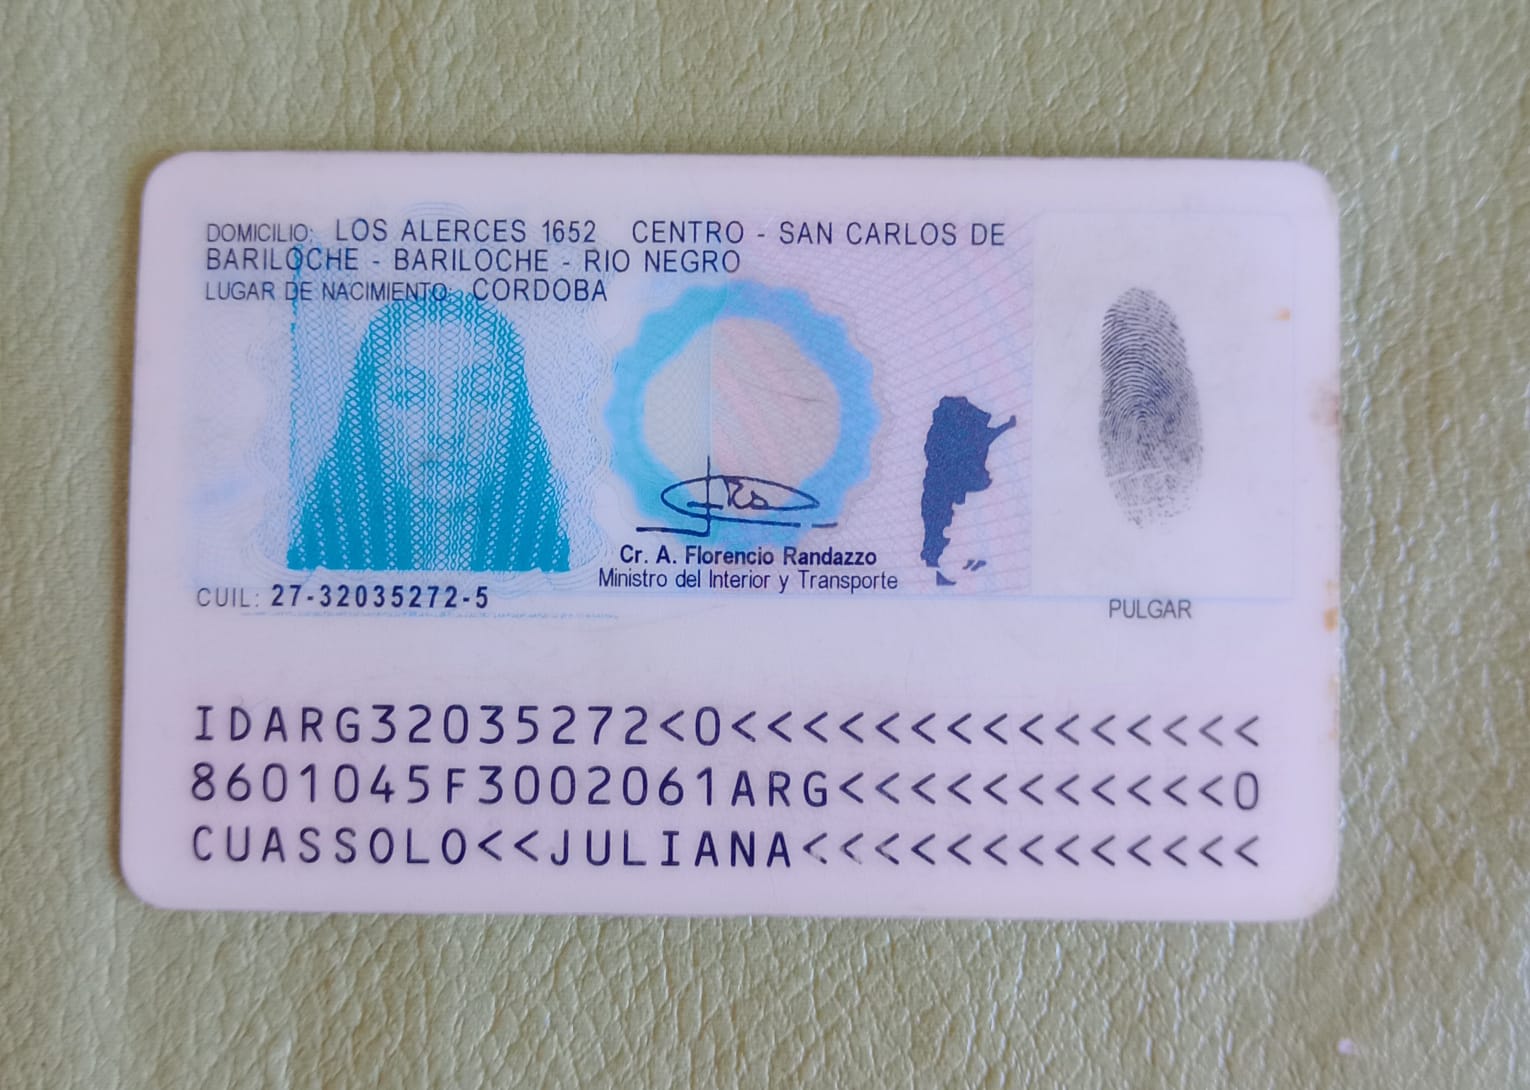 DOMICILIO: LOS ALERCES 1652 CENTRO - SAN CARLOS DE
BARILOCHE - BARILOCHE - RIO NEGRO
LUGAR DE NACIMIENTO: CORDOBA
Cr. A. Florencio Randazzo
Ministro del Interior y Transporte
CUIL: 27-32035272-5
PULGAR
IDARG32035272<0<<<<<<<<<<<<<<<
8601045F3002061ARG<<<<<<<<<<<0
CUASSOLO<<JULIANA<<<<<<<<<<<<<